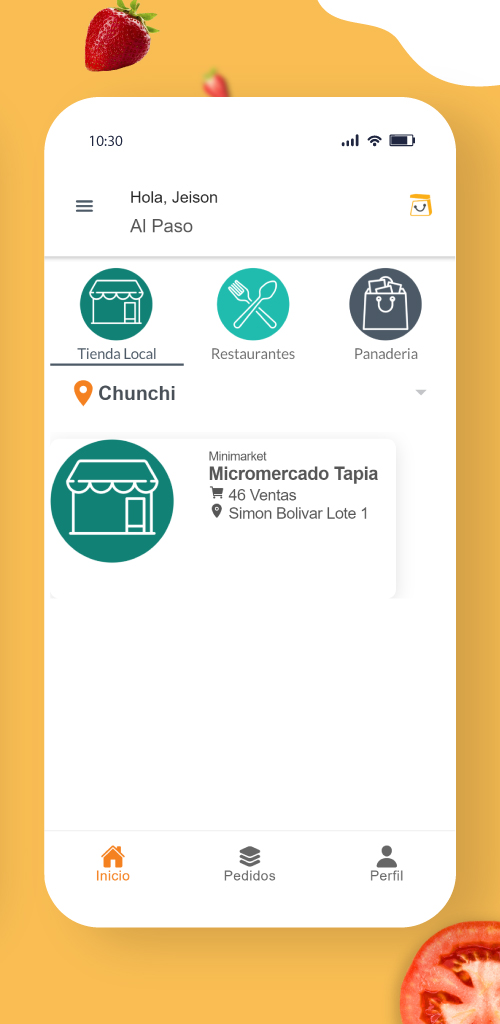 10:30
Hola, Jeison
Al Paso
Tienda Local
Restaurantes
Panaderia
Chunchi
Minimarket
Micromercado Tapia
46 Ventas
Simon Bolivar Lote 1
Inicio
Pedidos
Perfil